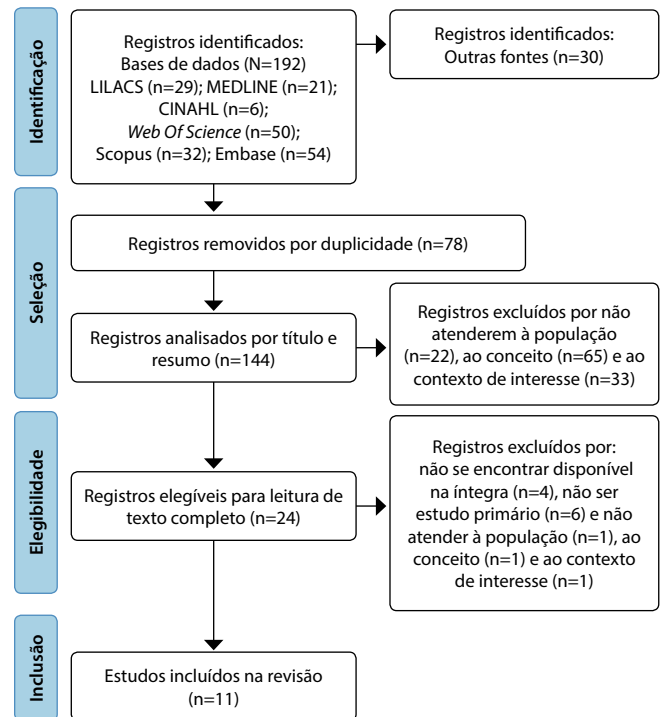 Identificação
Registros identificados:
Bases de dados (N=192)
LILACS (n=29); MEDLINE (n=21);
CINAHL (n=6);
Web Of Science (n=50);
Scopus (n=32); Embase (n=54)
Registros identificados:
Outras fontes (n=30)
Seleção
Registros removidos por duplicidade (n=78)
Registros analisados por título e
resumo (n=144)
Registros excluídos por não
atenderem à população
(n=22), ao conceito (n=65) e ao
contexto de interesse (n=33)
Elegibilidade
Registros elegíveis para leitura de
texto completo (n=24)
Registros excluídos por:
não se encontrar disponível
na íntegra (n=4), não ser
estudo primário (n=6) e não
atender à população (n=1), ao
conceito (n=1) e ao contexto
de interesse (n=1)
Inclusão
Estudos incluídos na revisão
(n=11)